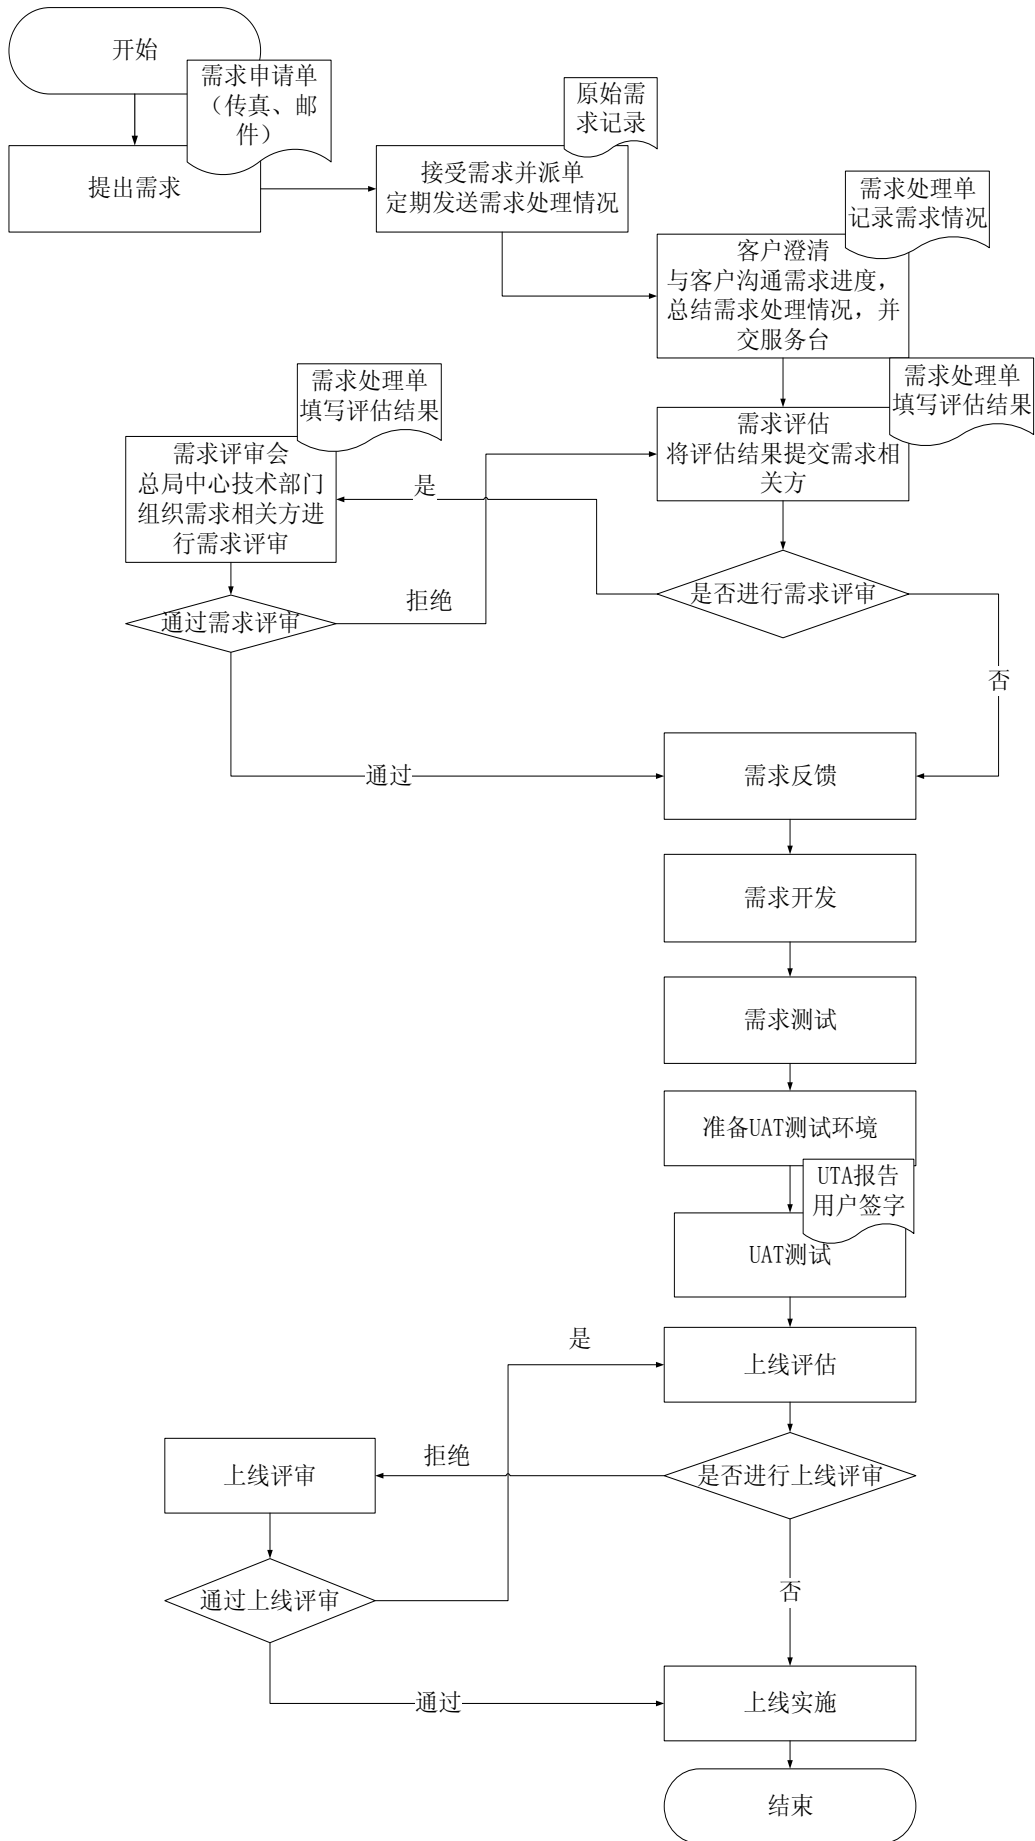 开始
需求申请单
（传真、邮
件）
提出需求
原始需
求记录
接受需求并派单
定期发送需求处理情况
需求处理单
记录需求情况
客户澄清
与客户沟通需求进度，
总结需求处理情况，并
交服务台
需求处理单
填写评估结果
需求评估
将评估结果提交需求相
关方
需求处理单
填写评估结果
需求评审会
总局中心技术部门
组织需求相关方进
行需求评审
是
是否进行需求评审
拒绝
通过需求评审
否
通过
需求反馈
需求开发
需求测试
准备UAT测试环境
UTA报告
用户签字
UAT测试
是
上线评估
拒绝
上线评审
是否进行上线评审
通过上线评审
否
通过
上线实施
结束